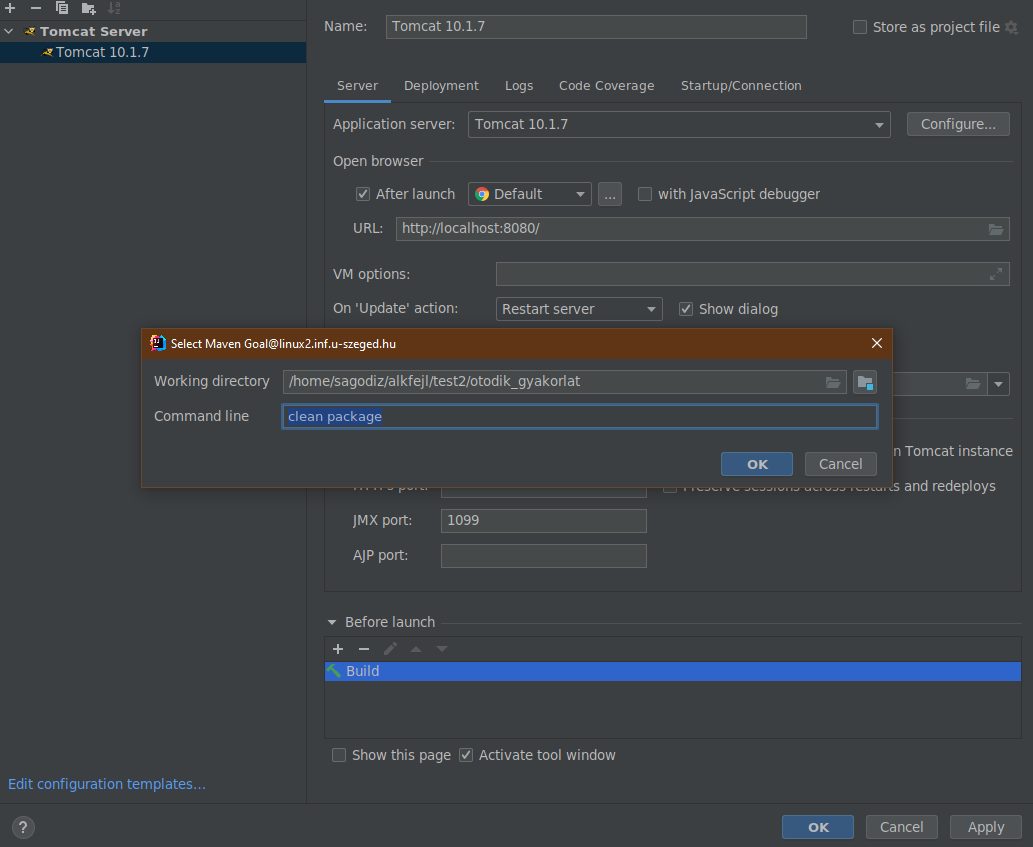 Tomcat Server
Tomcat 10.1.7
Edit configuration templates...
?
Name: Tomcat 10.1.7 Store as project file
Server Deployment Logs Code Coverage Startup/Connection
Application server: Tomcat 10.1.7 Configure...
Open browser
After launch Default ... with JavaScript debugger
URL: http://localhost:8080/
VM options:
On 'Update' action: Restart server Show dialog
Select Maven Goal@linux2.inf.u-szeged.hu
Working directory /home/sagodiz/alkfejl/test2/otodik_gyakorlat
Command line clean package
OK Cancel
n Tomcat instance
Preserve sessions across restarts and redeploys
JMX port: 1099
AJP port:
Before launch
Build
Show this page Activate tool window
OK Cancel Apply